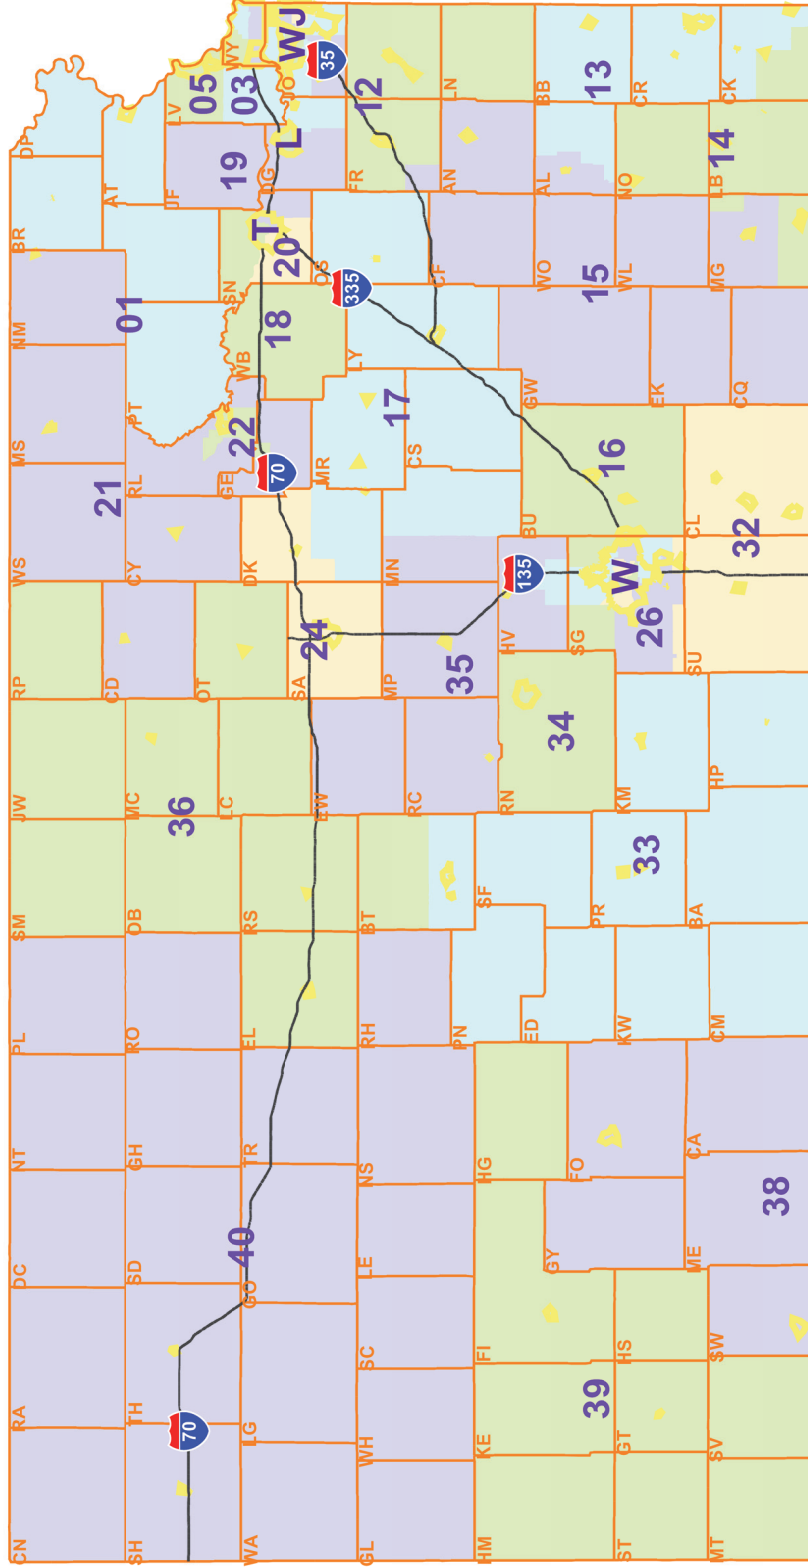 CN RA DC NT PL SM JW RP WS MS NM BR DP
CD 21 AT
SH TH SD GH RO OB MC CY RL PT 01
70 36 OT JF LV
GE SN 19 05
WA LG GO 40 TR EL RS LC DK 22 WB 03 WY
70 18 T DG
20 L JO WJ
SA 24 MR OS 35
EW 335
GL WH SC LE NS RH BT MP MN LY FR 12
RC 17 CS CF AN LN
35
HM KE FI HG PN SF RN HV 135
GY ED BU GW WO AL BB
34 SG
39 FO PR 15 13
ST GT HS KW KM W 16 WL NO CR
33 26
ME CA BA SU CL EK
SV SW CM HP MG LB CK
MT 38 32 CQ 14